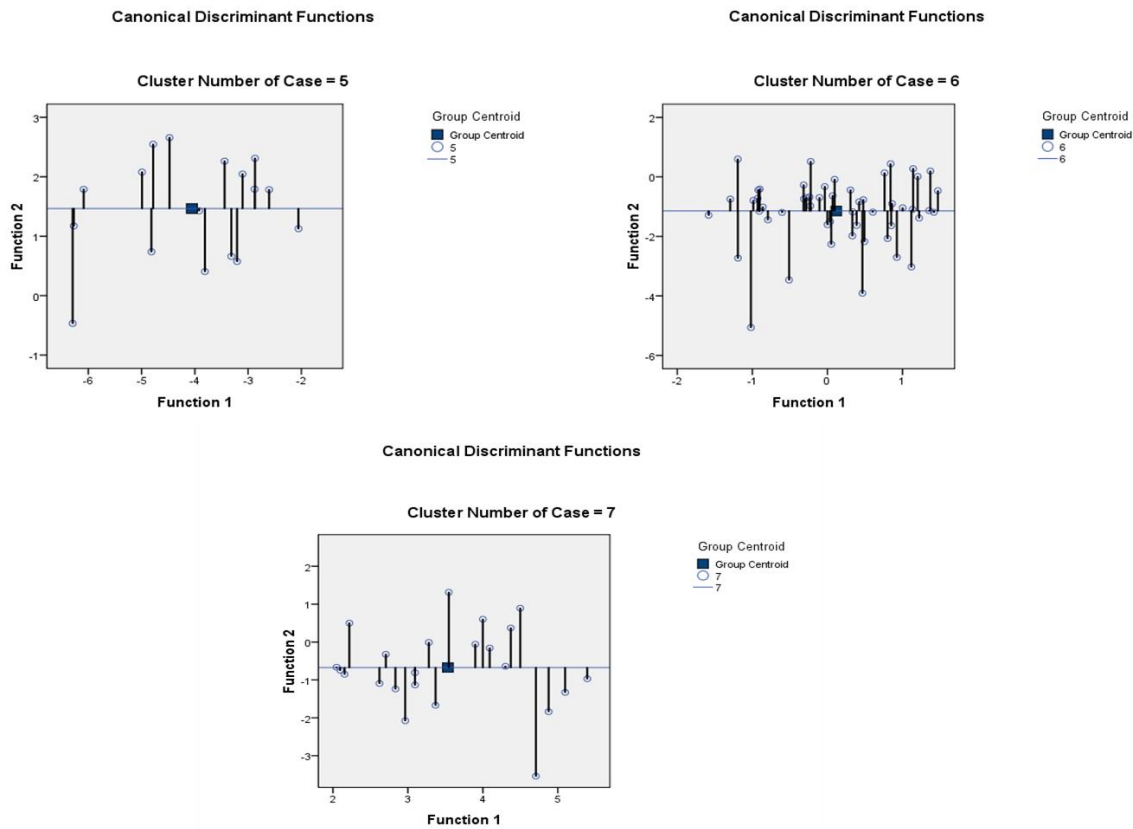 Canonical Discriminant Functions
Cluster Number of Case = 5
3
2
1
0
-1
Function 2
-6
-5
-4
-3
-2
Function 1
Group Centroid
Group Centroid
5
5
Canonical Discriminant Functions
Cluster Number of Case = 6
2
0
-2
-4
-6
Function 2
-2
-1
0
1
Function 1
Group Centroid
Group Centroid
6
6
Canonical Discriminant Functions
Cluster Number of Case = 7
2
1
0
-1
-2
-3
Function 2
2
3
4
5
Function 1
Group Centroid
Group Centroid
7
7